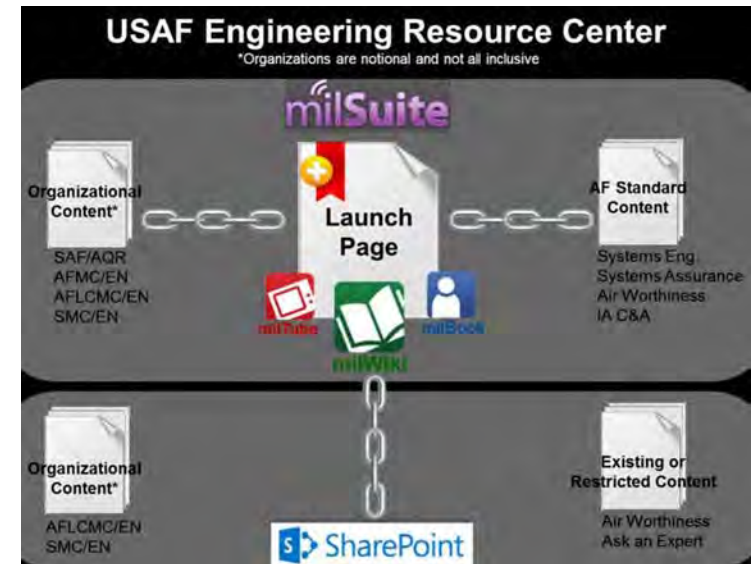 USAF Engineering Resource Center
*Organizations are notional and not all inclusive
milSuite
Organizational
Content*
SAF/AQR
AFMC/EN
AFLCMC/EN
SMC/EN
Launch
Page
milTube
milWiki
milBook
AF Standard
Content
Systems Eng.
Systems Assurance
Air Worthiness
IA C&A
Organizational
Content*
AFLCMC/EN
SMC/EN
S SharePoint
Existing or
Restricted Content
Air Worthiness
Ask an Expert